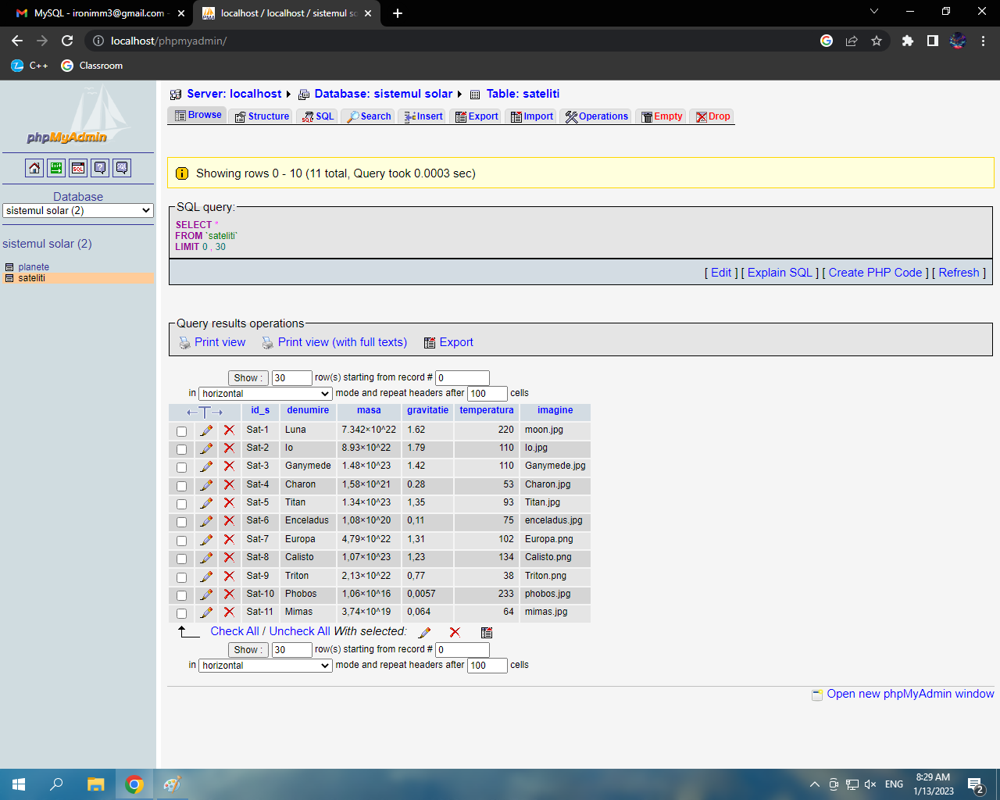 MySQL - ironimm3@gmail.com -
localhost / localhost / sistemul so
localhost/phpmyadmin/
C++
Classroom
phpMyAdmin
Server: localhost
Database: sistemul solar
Table: sateliti
Browse
Structure
SQL
Search
Insert
Export
Import
Operations
Empty
Drop
Exit
SQL
SQL
Database
sistemul solar (2)
sistemul solar (2)
planete
sateliti
Showing rows 0 - 10 (11 total, Query took 0.0003 sec)
SQL query:
SELECT *
FROM `sateliti`
LIMIT 0 , 30
[ Edit ] [ Explain SQL ] [ Create PHP Code ] [ Refresh ]
Query results operations
Print view
Print view (with full texts)
Export
Show : 30 row(s) starting from record # 0
in horizontal mode and repeat headers after 100 cells
id_s denumire masa gravitatie temperatura imagine
Sat-1 Luna 7.342×10^22 1.62 220 moon.jpg
Sat-2 Io 8.93×10^22 1.79 110 Io.jpg
Sat-3 Ganymede 1.48×10^23 1.42 110 Ganymede.jpg
Sat-4 Charon 1,58×10^21 0.28 53 Charon.jpg
Sat-5 Titan 1.34×10^23 1,35 93 Titan.jpg
Sat-6 Enceladus 1,08×10^20 0,11 75 enceladus.jpg
Sat-7 Europa 4,79×10^22 1,31 102 Europa.png
Sat-8 Calisto 1,07×10^23 1,23 134 Calisto.png
Sat-9 Triton 2,13×10^22 0,77 38 Triton.png
Sat-10 Phobos 1,06×10^16 0,0057 233 phobos.jpg
Sat-11 Mimas 3,74×10^19 0,064 64 mimas.jpg
Check All / Uncheck All With selected:
Show : 30 row(s) starting from record # 0
in horizontal mode and repeat headers after 100 cells
Open new phpMyAdmin window
ENG
8:29 AM
1/13/2023
2